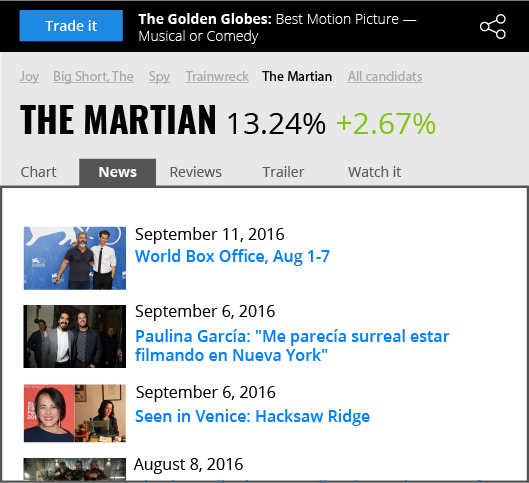 Trade it
The Golden Globes: Best Motion Picture —
Musical or Comedy
Joy Big Short, The Spy Trainwreck The Martian All candidats
THE MARTIAN 13.24% +2.67%
Chart News Reviews Trailer Watch it
September 11, 2016
World Box Office, Aug 1-7
September 6, 2016
Paulina García: "Me parecía surreal estar
filmando en Nueva York"
September 6, 2016
Seen in Venice: Hacksaw Ridge
August 8, 2016